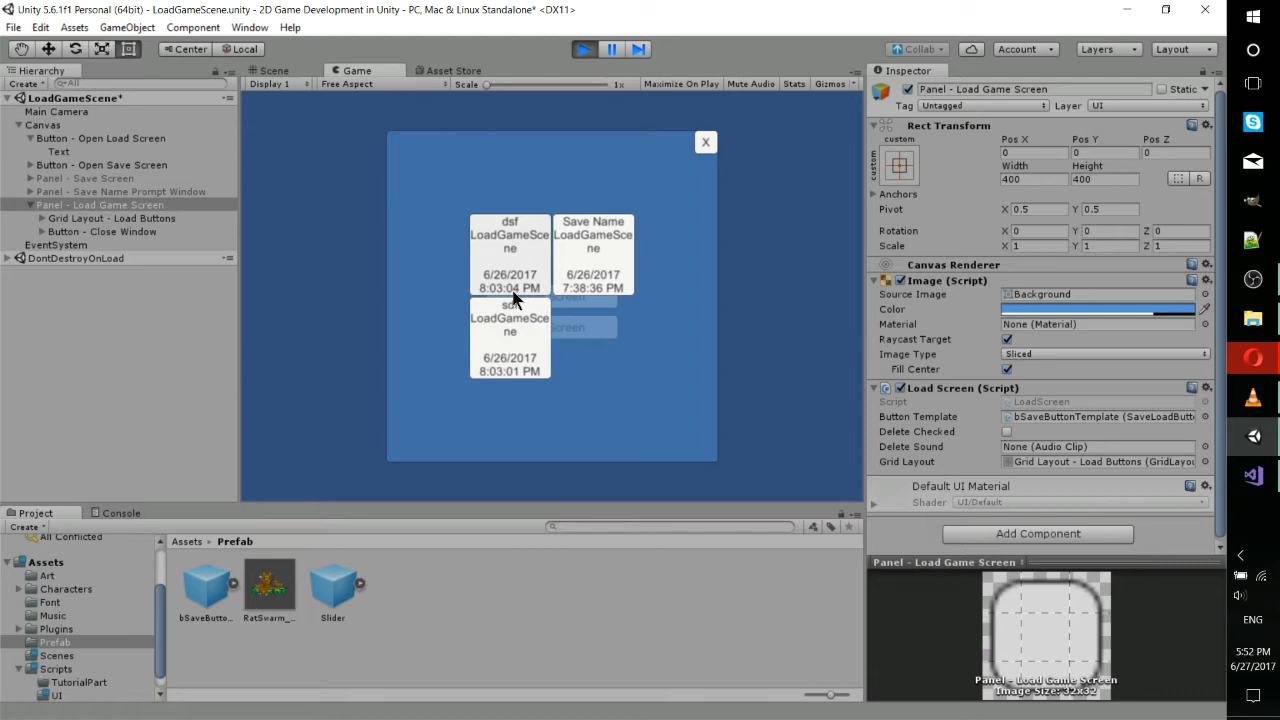 Unity 5.6.1f1 Personal (64bit) - LoadGameScene.unity - 2D Game Development in Unity - PC, Mac & Linux Standalone* <DX11>
File Edit Assets GameObject Component Window Help
Center Local Collab Account Layers Layout
Hierarchy
Create All
LoadGameScene*
Main Camera
Canvas
Button - Open Load Screen
Text
Button - Open Save Screen
Panel - Save Screen
Panel - Save Name Prompt Window
Panel - Load Game Screen
Grid Layout - Load Buttons
Button - Close Window
EventSystem
DontDestroyOnLoad
Scene Game Asset Store
Display 1 Free Aspect Scale 1x Maximize On Play Mute Audio Stats Gizmos
X
dsf
LoadGameSce
ne
6/26/2017
8:03:04 PM
Save Name
LoadGameSce
ne
6/26/2017
7:38:36 PM
LoadGameSce
ne
6/26/2017
8:03:01 PM
Screen
Screen
Inspector
Panel - Load Game Screen Static
Tag Untagged Layer UI
Rect Transform
custom Pos X Pos Y Pos Z
custom
0 0 0
Width Height
400 400 R
Anchors
Pivot X 0.5 Y 0.5
Rotation X 0 Y 0 Z 0
Scale X 1 Y 1 Z 1
Canvas Renderer
Image (Script)
Source Image Background
Color
Material None (Material)
Raycast Target
Image Type Sliced
Fill Center
Load Screen (Script)
Script LoadScreen
Button Template bSaveButtonTemplate (SaveLoadButt
Delete Checked
Delete Sound None (Audio Clip)
Grid Layout Grid Layout - Load Buttons (GridLayou
Default UI Material
Shader UI/Default
Add Component
Panel - Load Game Screen
Panel - Load Game Screen
Image Size: 32x32
Project Console
Create
All Conflicted
Assets
Art
Characters
Font
Music
Plugins
Prefab
Scenes
Scripts
TutorialPart
UI
Assets Prefab
bSaveButto... RatSwarm_... Slider
ENG
5:52 PM
6/27/2017